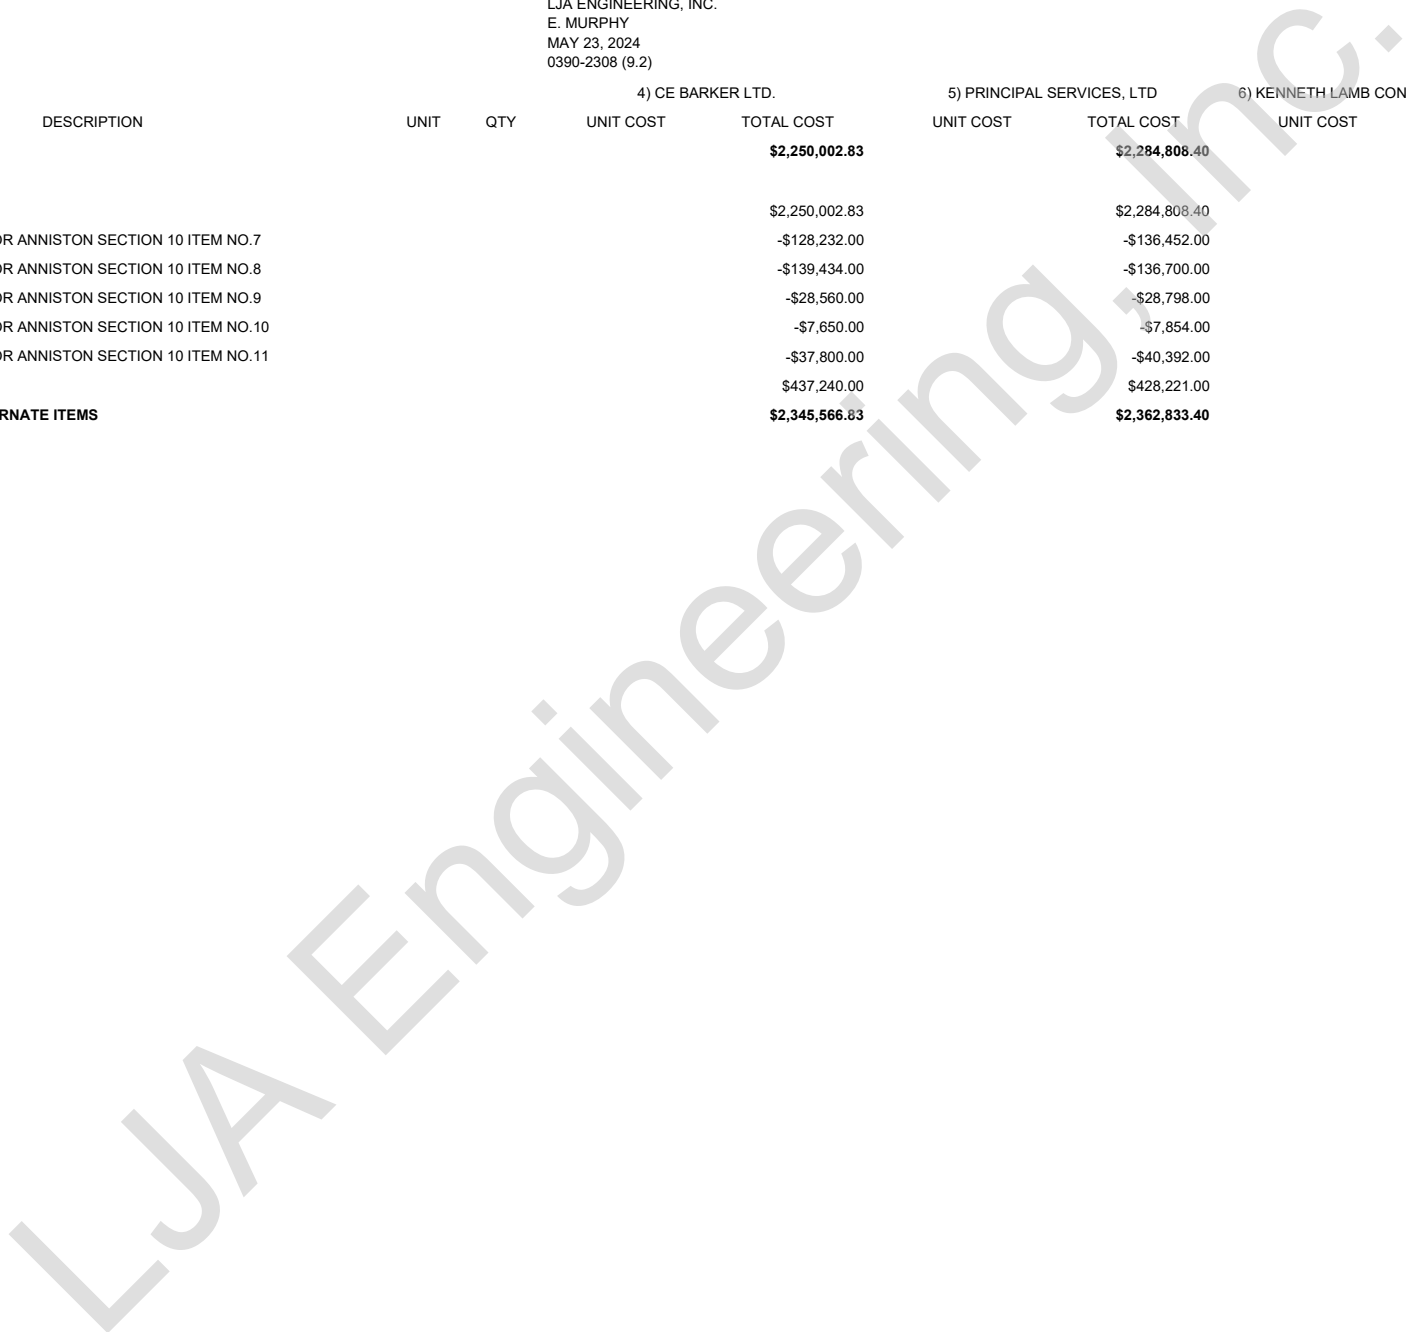 LJA ENGINEERING, INC.
E. MURPHY
MAY 23, 2024
0390-2308 (9.2)
4) CE BARKER LTD. 5) PRINCIPAL SERVICES, LTD 6) KENNETH LAMB CON
DESCRIPTION UNIT QTY UNIT COST TOTAL COST UNIT COST TOTAL COST UNIT COST
$2,250,002.83 $2,284,808.40
$2,250,002.83 $2,284,808.40
OR ANNISTON SECTION 10 ITEM NO.7 -$128,232.00 -$136,452.00
OR ANNISTON SECTION 10 ITEM NO.8 -$139,434.00 -$136,700.00
OR ANNISTON SECTION 10 ITEM NO.9 -$28,560.00 -$28,798.00
OR ANNISTON SECTION 10 ITEM NO.10 -$7,650.00 -$7,854.00
OR ANNISTON SECTION 10 ITEM NO.11 -$37,800.00 -$40,392.00
$437,240.00 $428,221.00
RNATE ITEMS $2,345,566.83 $2,362,833.40
LJA Engineering, Inc.